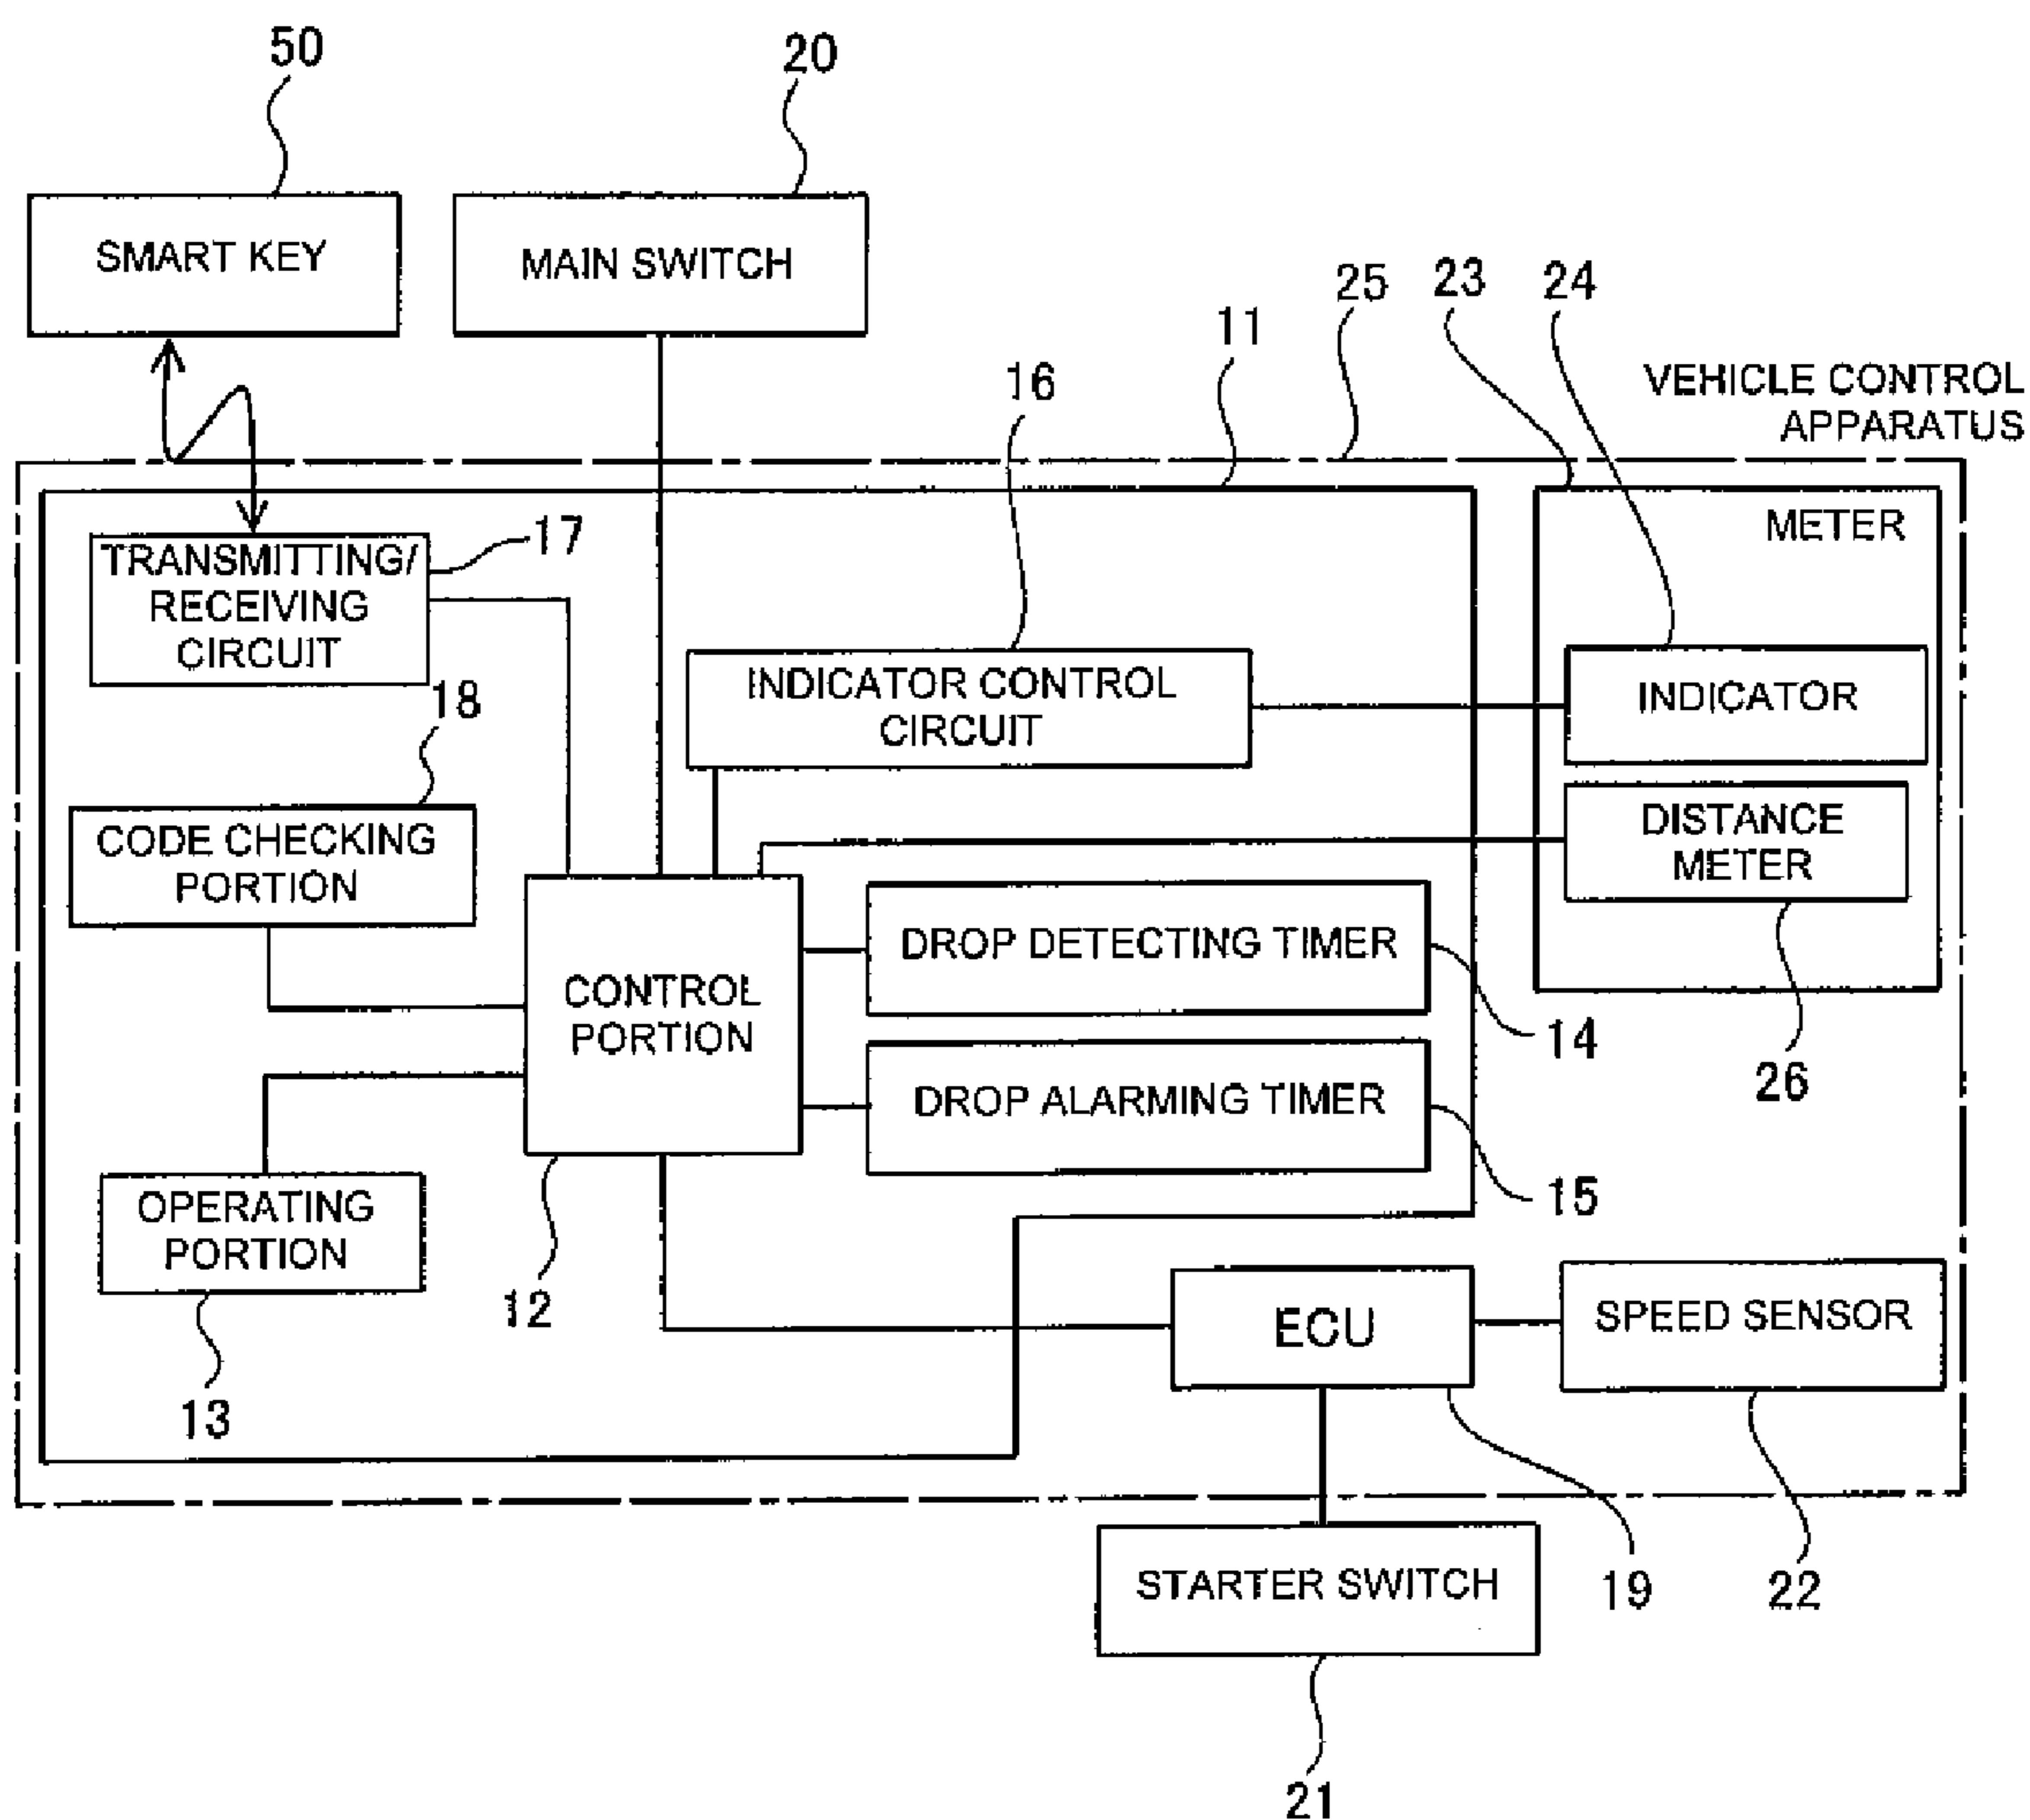 50
20
SMART KEY
MAIN SWITCH
25
23
24
11
16
VEHICLE CONTROL
APPARATUS
METER
17
TRANSMITTING/
RECEIVING
CIRCUIT
18
INDICATOR CONTROL
CIRCUIT
INDICATOR
CODE CHECKING
PORTION
DISTANCE
METER
DROP DETECTING TIMER
CONTROL
PORTION
14
26
DROP ALARMING TIMER
15
OPERATING
PORTION
12
13
ECU
SPEED SENSOR
STARTER SWITCH
19
22
21